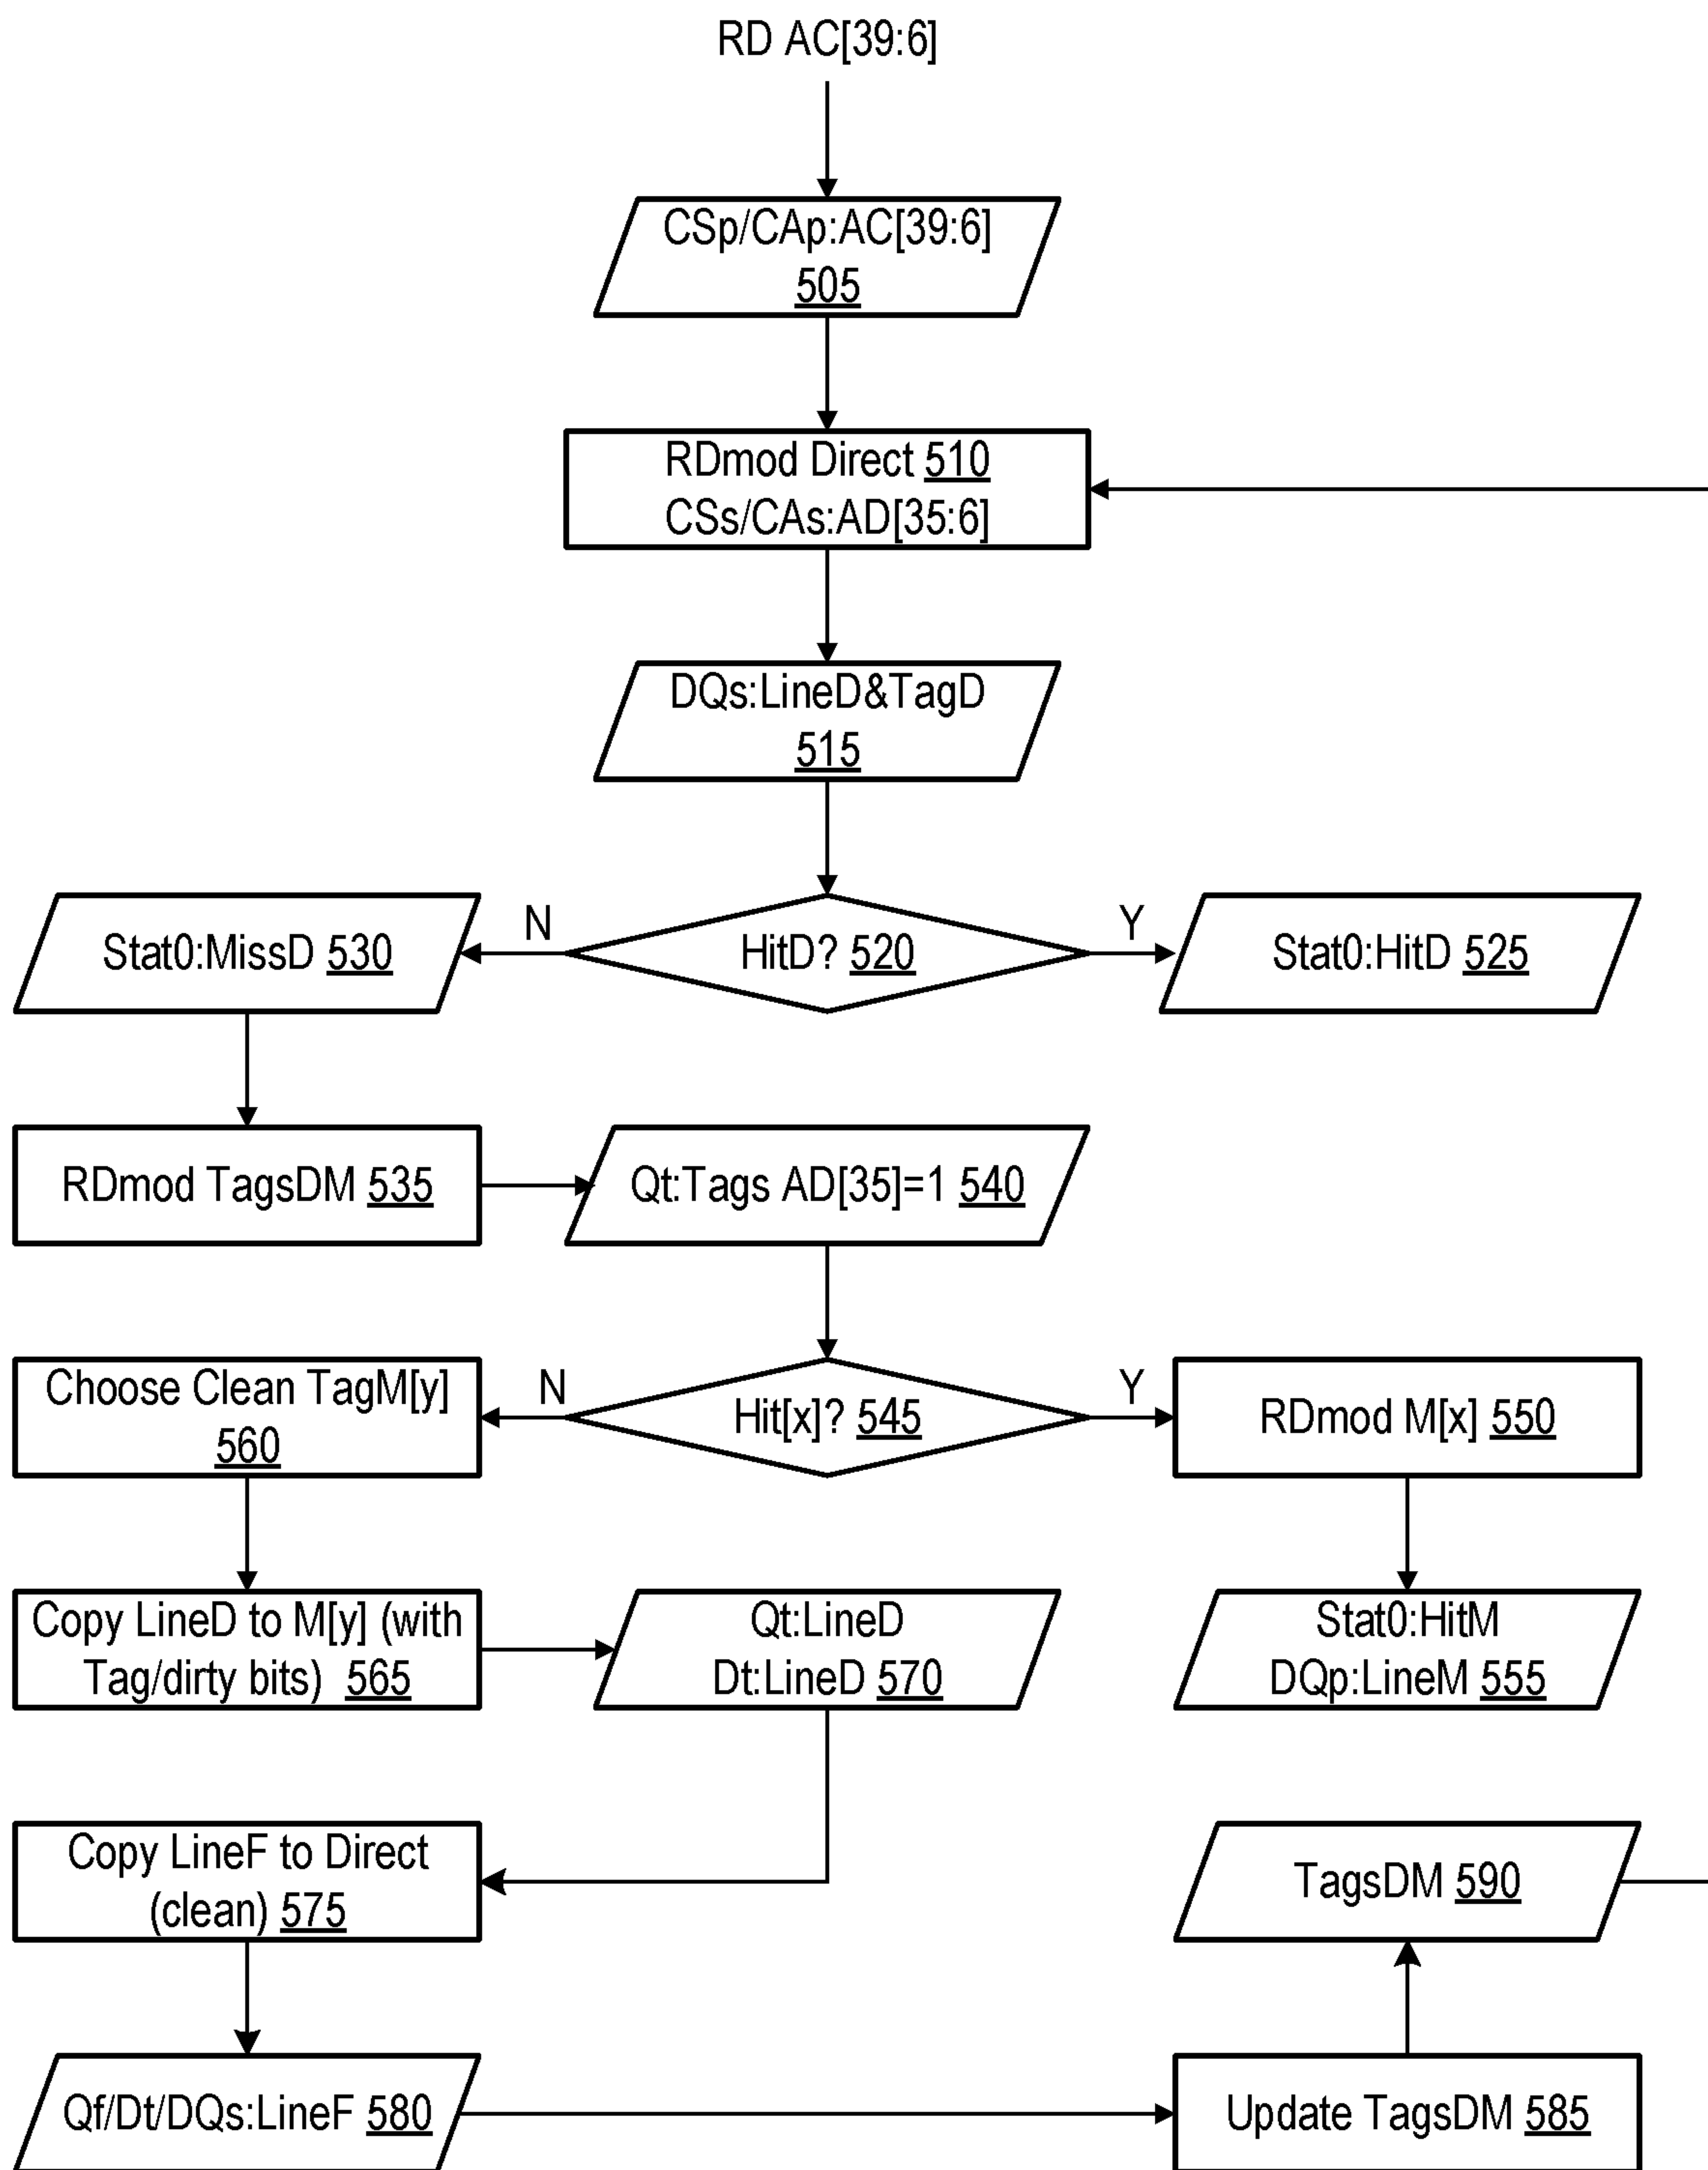 RD AC[39:6]
CSp/CAp:AC[39:6]
505
RDmod Direct 510
CSs/CAs:AD[35:6]
DQs:LineD&TagD
515
Stat0:MissD 530
N
HitD? 520
Y
Stat0:HitD 525
RDmod TagsDM 535
Qt:Tags AD[35]=1 540
Choose Clean TagM[y]
560
N
Hit[x]? 545
Y
RDmod M[x] 550
Copy LineD to M[y] (with
Tag/dirty bits) 565
Qt:LineD
Dt:LineD 570
Stat0:HitM
DQp:LineM 555
Copy LineF to Direct
(clean) 575
TagsDM 590
Qf/Dt/DQs:LineF 580
Update TagsDM 585